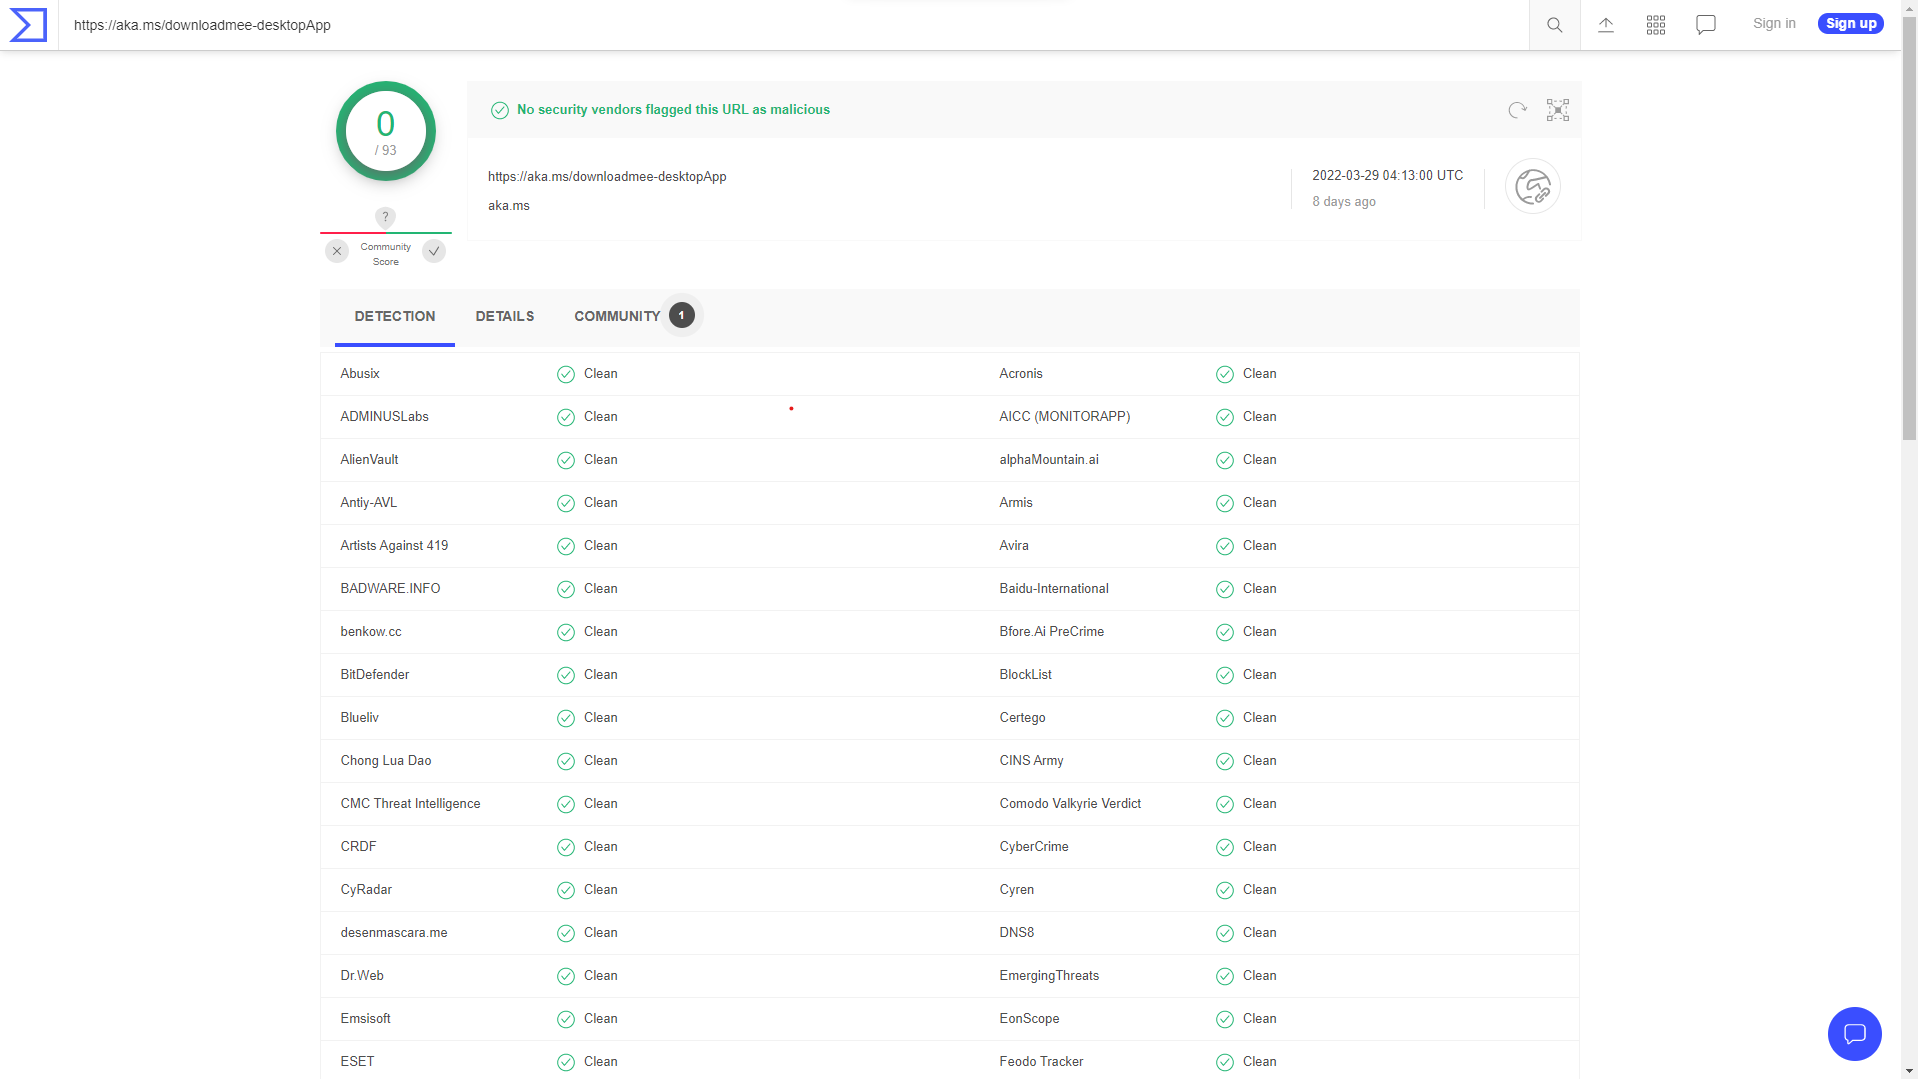 https://aka.ms/downloadmee-desktopApp
Sign in
Sign up
0
/ 93
No security vendors flagged this URL as malicious
https://aka.ms/downloadmee-desktopApp
aka.ms
2022-03-29 04:13:00 UTC
8 days ago
?
Community
Score
DETECTION DETAILS COMMUNITY 1
Abusix Clean Acronis Clean
ADMINUSLabs Clean AICC (MONITORAPP) Clean
AlienVault Clean alphaMountain.ai Clean
Antiy-AVL Clean Armis Clean
Artists Against 419 Clean Avira Clean
BADWARE.INFO Clean Baidu-International Clean
benkow.cc Clean Bfore.Ai PreCrime Clean
BitDefender Clean BlockList Clean
Blueliv Clean Certego Clean
Chong Lua Dao Clean CINS Army Clean
CMC Threat Intelligence Clean Comodo Valkyrie Verdict Clean
CRDF Clean CyberCrime Clean
CyRadar Clean Cyren Clean
desenmascara.me Clean DNS8 Clean
Dr.Web Clean EmergingThreats Clean
Emsisoft Clean EonScope Clean
ESET Clean Feodo Tracker Clean